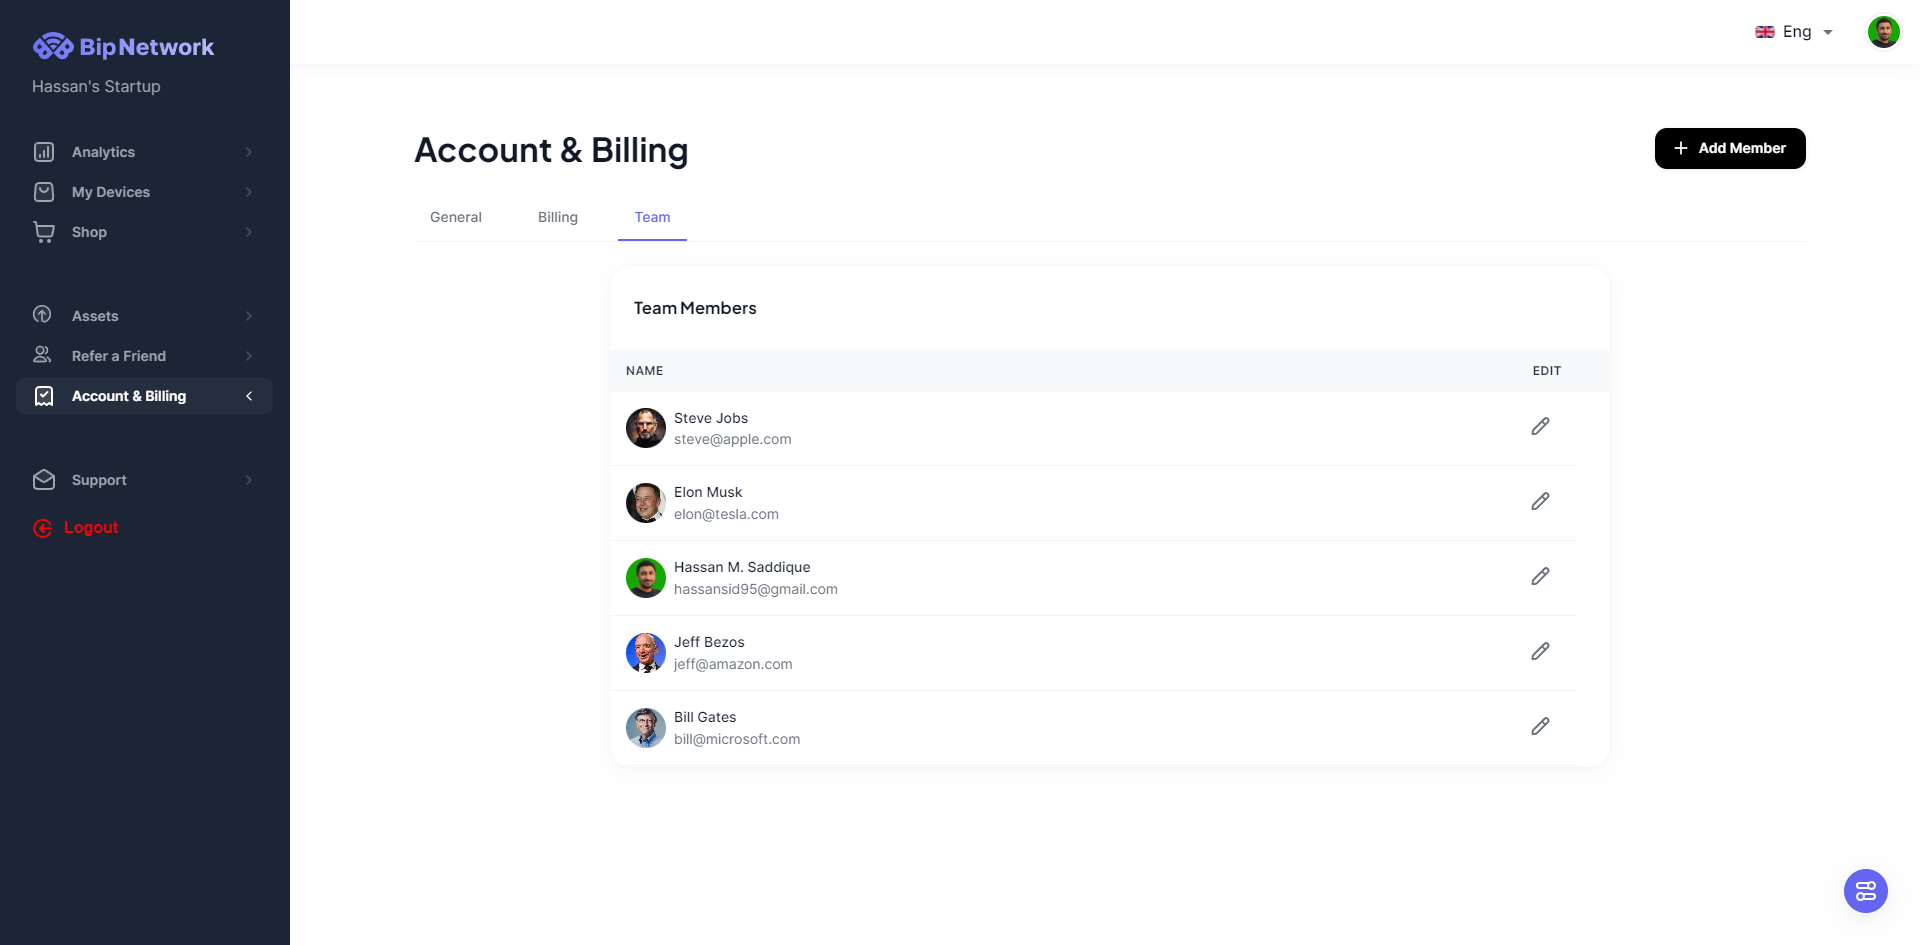 BipNetwork
Hassan's Startup
Analytics
My Devices
Shop
Assets
Refer a Friend
Account & Billing
Support
Logout
Eng
Account & Billing
Add Member
General
Billing
Team
Team Members
NAME
EDIT
Steve Jobs
steve@apple.com
Elon Musk
elon@tesla.com
Hassan M. Saddique
hassansid95@gmail.com
Jeff Bezos
jeff@amazon.com
Bill Gates
bill@microsoft.com